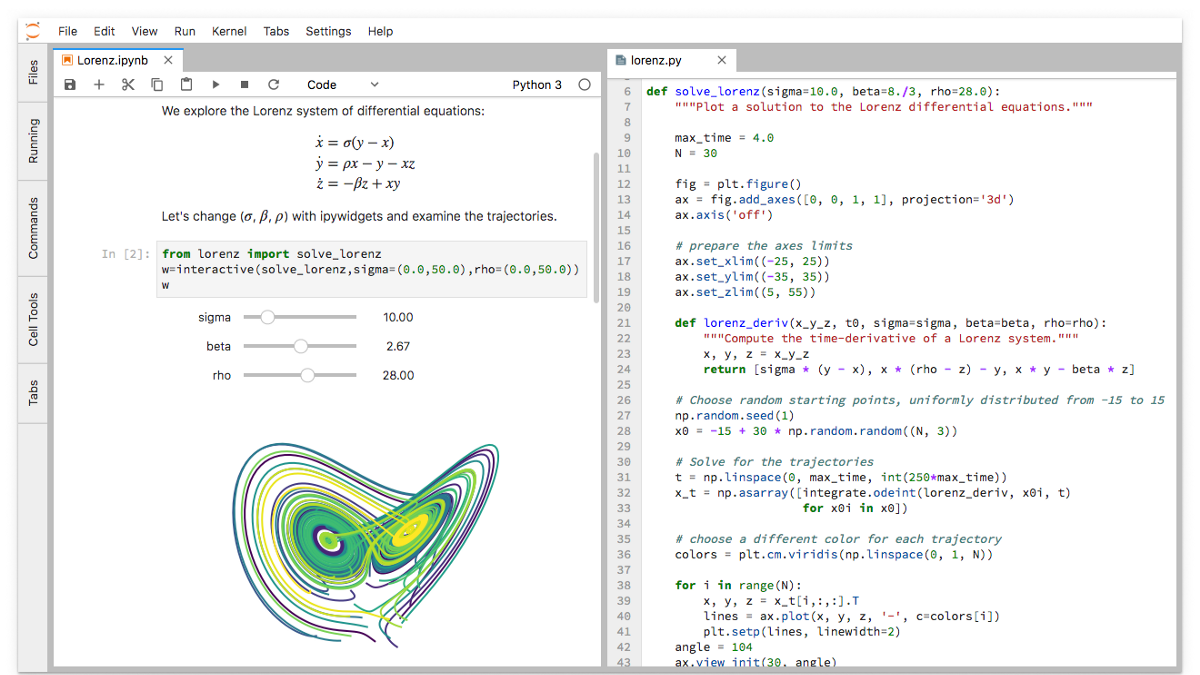 File Edit View Run Kernel Tabs Settings Help
Files
Running
Commands
Cell Tools
Tabs
Lorenz.ipynb ×
Code
Python 3
We explore the Lorenz system of differential equations:
ẋ = σ(y − x)
ẏ = ρx − y − xz
ż = −βz + xy
Let's change (σ, β, ρ) with ipywidgets and examine the trajectories.
In [2]: from lorenz import solve_lorenz
w=interactive(solve_lorenz,sigma=(0.0,50.0),rho=(0.0,50.0))
w
sigma 10.00
beta 2.67
rho 28.00
lorenz.py ×
6 def solve_lorenz(sigma=10.0, beta=8./3, rho=28.0):
7     """Plot a solution to the Lorenz differential equations."""
8
9     max_time = 4.0
10     N = 30
11
12     fig = plt.figure()
13     ax = fig.add_axes([0, 0, 1, 1], projection='3d')
14     ax.axis('off')
15
16     # prepare the axes limits
17     ax.set_xlim((-25, 25))
18     ax.set_ylim((-35, 35))
19     ax.set_zlim((5, 55))
20
21     def lorenz_deriv(x_y_z, t0, sigma=sigma, beta=beta, rho=rho):
22         """Compute the time-derivative of a Lorenz system."""
23         x, y, z = x_y_z
24         return [sigma * (y - x), x * (rho - z) - y, x * y - beta * z]
25
26     # Choose random starting points, uniformly distributed from -15 to 15
27     np.random.seed(1)
28     x0 = -15 + 30 * np.random.random((N, 3))
29
30     # Solve for the trajectories
31     t = np.linspace(0, max_time, int(250*max_time))
32     x_t = np.asarray([integrate.odeint(lorenz_deriv, x0i, t)
33                       for x0i in x0])
34
35     # choose a different color for each trajectory
36     colors = plt.cm.viridis(np.linspace(0, 1, N))
37
38     for i in range(N):
39         x, y, z = x_t[i,:,:].T
40         lines = ax.plot(x, y, z, '-', c=colors[i])
41         plt.setp(lines, linewidth=2)
42     angle = 104
43     ax.view_init(30, angle)